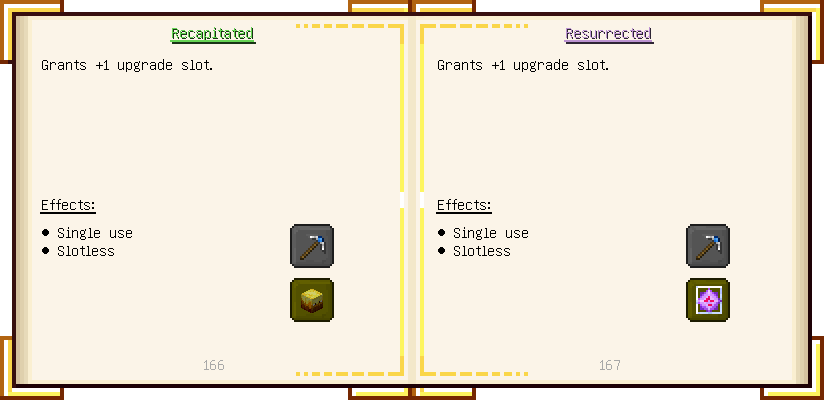 Recapitated
Grants +1 upgrade slot.
Effects:
● Single use
● Slotless
166
Resurrected
Grants +1 upgrade slot.
Effects:
● Single use
● Slotless
167